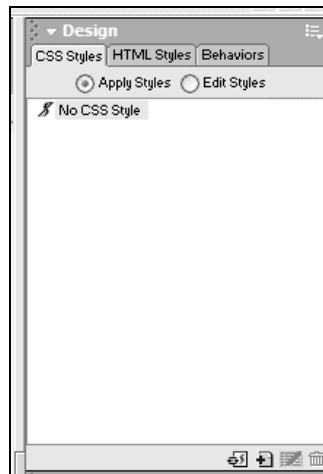 Design
CSS Styles HTML Styles Behaviors
Apply Styles Edit Styles
No CSS Style